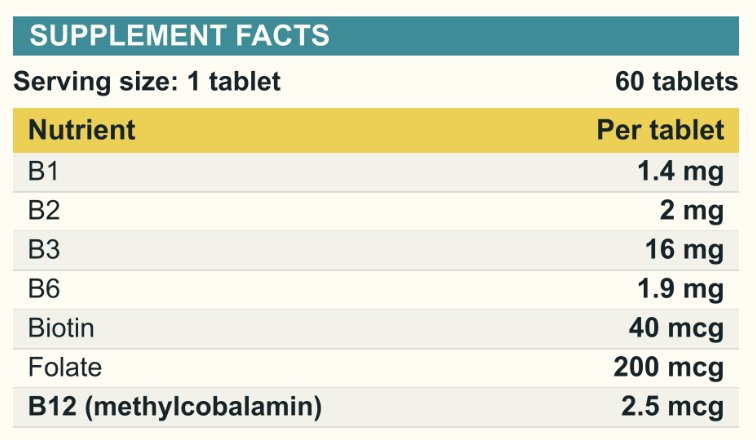 SUPPLEMENT FACTS
Serving size: 1 tablet 60 tablets
Nutrient Per tablet
B1 1.4 mg
B2 2 mg
B3 16 mg
B6 1.9 mg
Biotin 40 mcg
Folate 200 mcg
B12 (methylcobalamin) 2.5 mcg